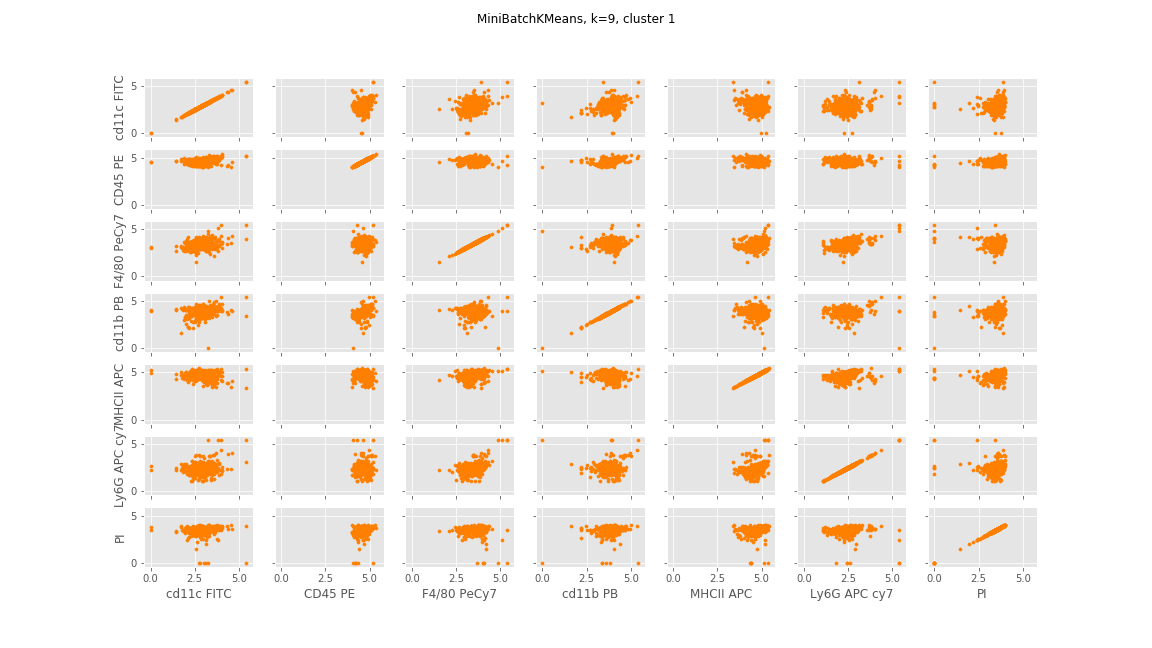 MiniBatchKMeans, k=9, cluster 1
cd11c FITC
5
0
CD45 PE
5
0
F4/80 PeCy7
5
0
cd11b PB
5
0
MHCII APC
5
0
Ly6G APC cy7
5
0
PI
5
0
0.0 2.5 5.0 0.0 2.5 5.0 0.0 2.5 5.0 0.0 2.5 5.0 0.0 2.5 5.0 0.0 2.5 5.0 0.0 2.5 5.0
cd11c FITC CD45 PE F4/80 PeCy7 cd11b PB MHCII APC Ly6G APC cy7 PI